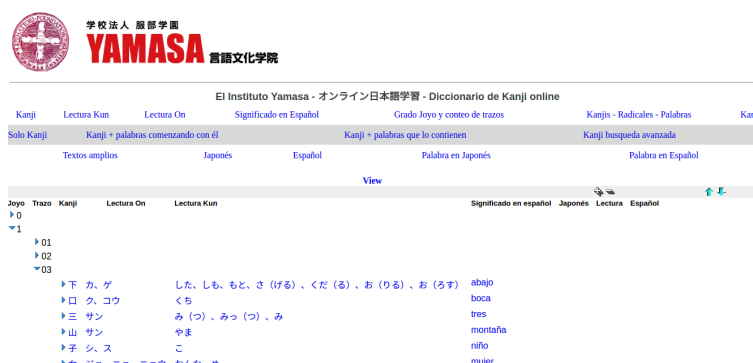 学校法人 服部学園
YAMASA 言語文化学院
El Instituto Yamasa - オンライン日本語学習 - Diccionario de Kanji online
Kanji Lectura Kun Lectura On Significado en Español Grado Joyo y conteo de trazos Kanjis - Radicales - Palabras
Solo Kanji Kanji + palabras comenzando con él Kanji + palabras que lo contienen Kanji busqueda avanzada
Textos amplios Japonés Español Palabra en Japonés Palabra en Español
View
Joyo Trazo Kanji Lectura On Lectura Kun Significado en español Japonés Lectura Español
0
1
01
02
03
下 カ、ゲ した、しも、もと、さ（げる）、くだ（る）、お（りる）、お（ろす） abajo
口 ク、コウ くち boca
三 サン み（つ）、みっ（つ）、み tres
山 サン やま montaña
子 シ、ス こ niño
mujer